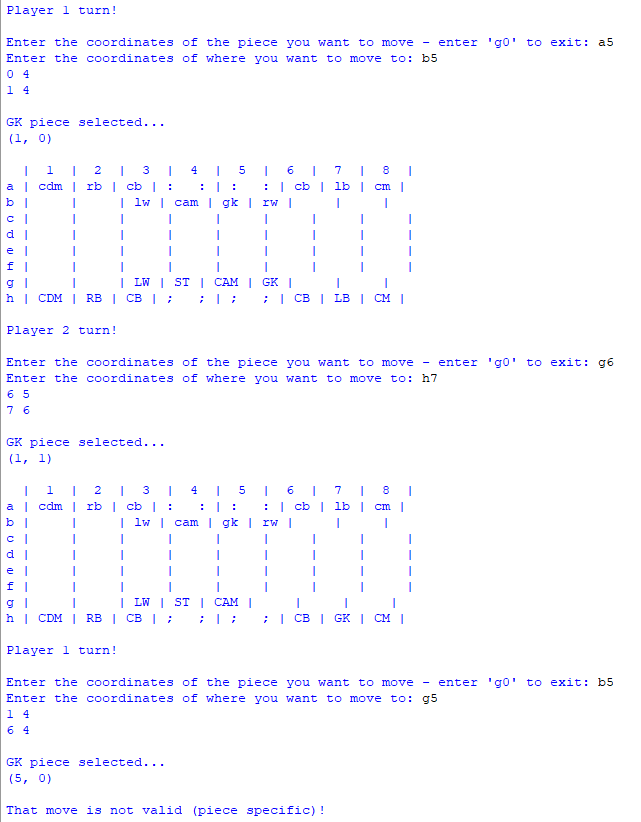 Player 1 turn!
Enter the coordinates of the piece you want to move - enter 'g0' to exit: a5
Enter the coordinates of where you want to move to: b5
0 4
1 4
GK piece selected...
(1, 0)
  |  1  |  2  |  3  |  4  |  5  |  6  |  7  |  8  |
a | cdm | rb | cb | :   : | :   : | cb | lb | cm |
b |     |     | lw | cam | gk | rw |     |     |
c |     |     |     |     |     |     |     |     |
d |     |     |     |     |     |     |     |     |
e |     |     |     |     |     |     |     |     |
f |     |     |     |     |     |     |     |     |
g |     |     | LW | ST | CAM | GK |     |     |
h | CDM | RB | CB | ;   ; | ;   ; | CB | LB | CM |
Player 2 turn!
Enter the coordinates of the piece you want to move - enter 'g0' to exit: g6
Enter the coordinates of where you want to move to: h7
6 5
7 6
GK piece selected...
(1, 1)
  |  1  |  2  |  3  |  4  |  5  |  6  |  7  |  8  |
a | cdm | rb | cb | :   : | :   : | cb | lb | cm |
b |     |     | lw | cam | gk | rw |     |     |
c |     |     |     |     |     |     |     |     |
d |     |     |     |     |     |     |     |     |
e |     |     |     |     |     |     |     |     |
f |     |     |     |     |     |     |     |     |
g |     |     | LW | ST | CAM |     |     |     |
h | CDM | RB | CB | ;   ; | ;   ; | CB | GK | CM |
Player 1 turn!
Enter the coordinates of the piece you want to move - enter 'g0' to exit: b5
Enter the coordinates of where you want to move to: g5
1 4
6 4
GK piece selected...
(5, 0)
That move is not valid (piece specific)!